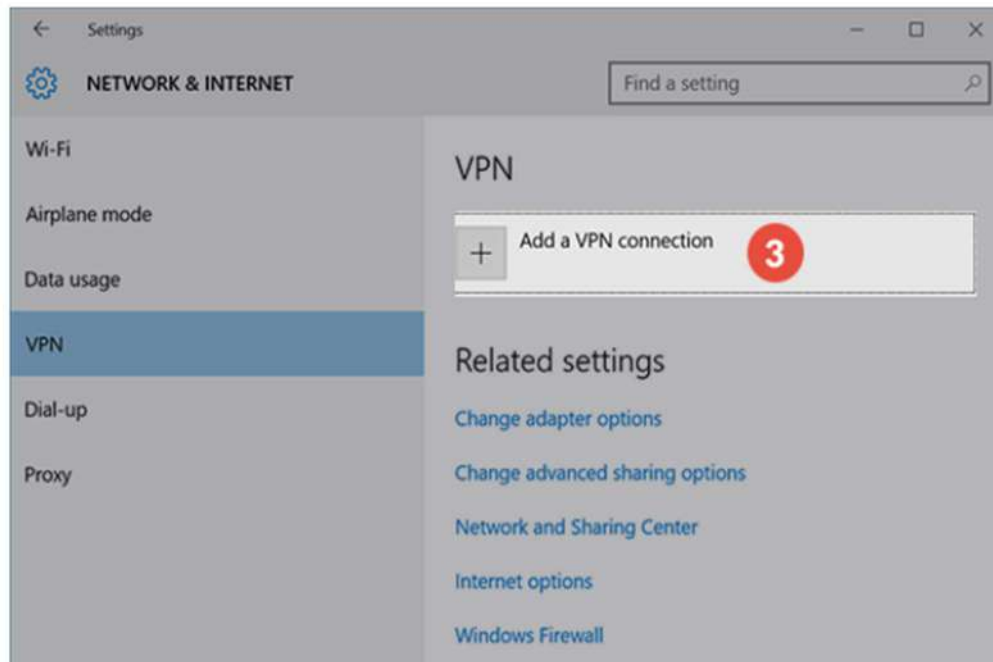 Settings
NETWORK & INTERNET
Find a setting
Wi-Fi
Airplane mode
Data usage
VPN
Dial-up
Proxy
VPN
Add a VPN connection
3
Related settings
Change adapter options
Change advanced sharing options
Network and Sharing Center
Internet options
Windows Firewall